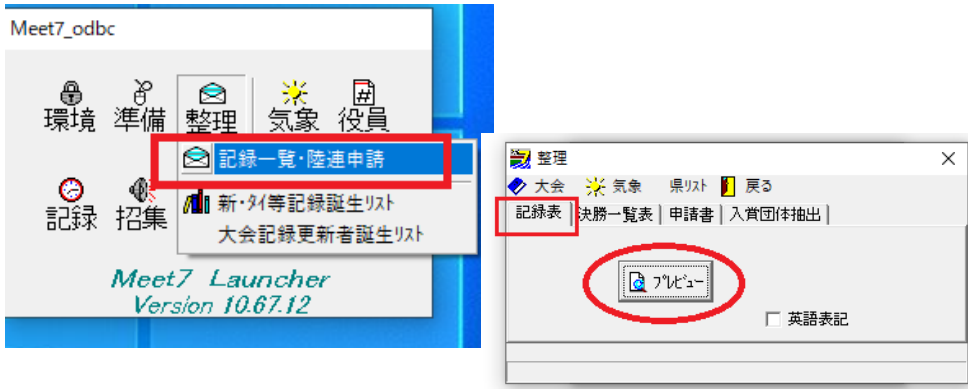 Meet7_odbc
環境 準備 整理 気象 役員
記録一覧・陸連申請
記録 招集
新・ﾀｲ等記録誕生ﾘｽﾄ
大会記録更新者誕生ﾘｽﾄ
Meet7 Launcher
Version 10.67.12
整理
大会 気象 県ﾘｽﾄ 戻る
記録表 決勝一覧表 申請書 入賞団体抽出
ﾌﾟﾚﾋﾞｭｰ
英語表記